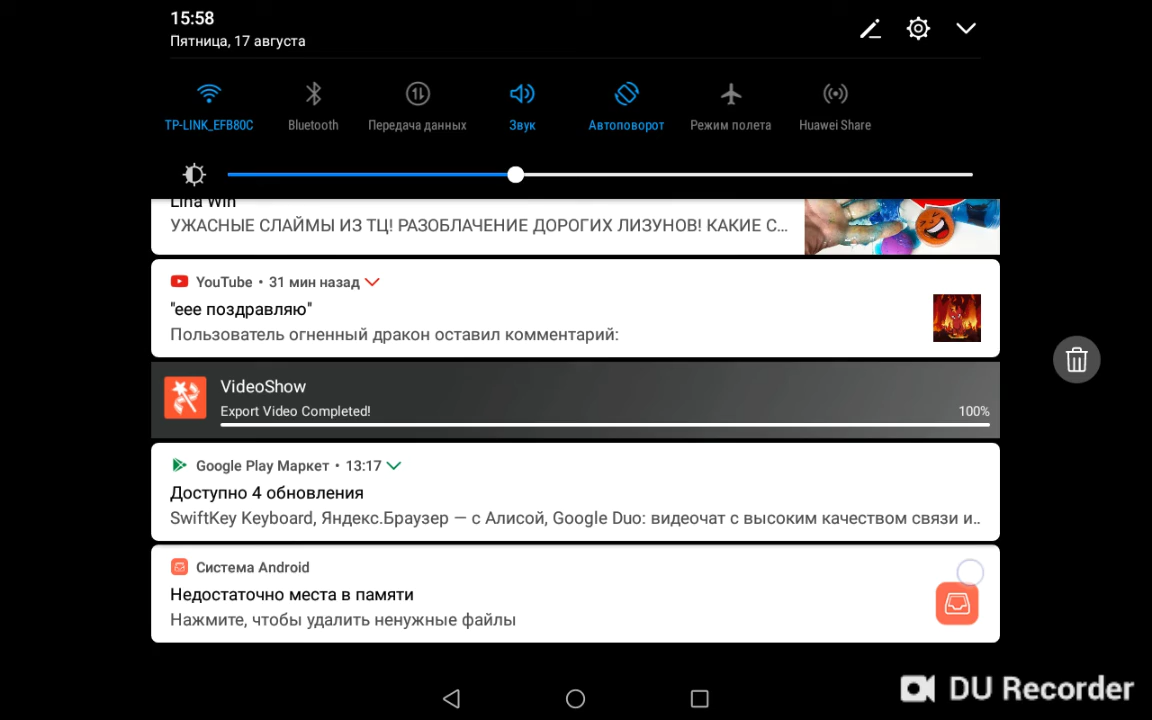 15:58
Пятница, 17 августа
TP-LINK_EFB80C
Bluetooth
Передача данных
Звук
Автоповорот
Режим полета
Huawei Share
Lina Win
УЖАСНЫЕ СЛАЙМЫ ИЗ ТЦ! РАЗОБЛАЧЕНИЕ ДОРОГИХ ЛИЗУНОВ! КАКИЕ С...
YouTube • 31 мин назад
"еее поздравляю"
Пользователь огненный дракон оставил комментарий:
VideoShow
Export Video Completed!
100%
Google Play Маркет • 13:17
Доступно 4 обновления
SwiftKey Keyboard, Яндекс.Браузер — с Алисой, Google Duo: видеочат с высоким качеством связи и..
Система Android
Недостаточно места в памяти
Нажмите, чтобы удалить ненужные файлы
DU Recorder